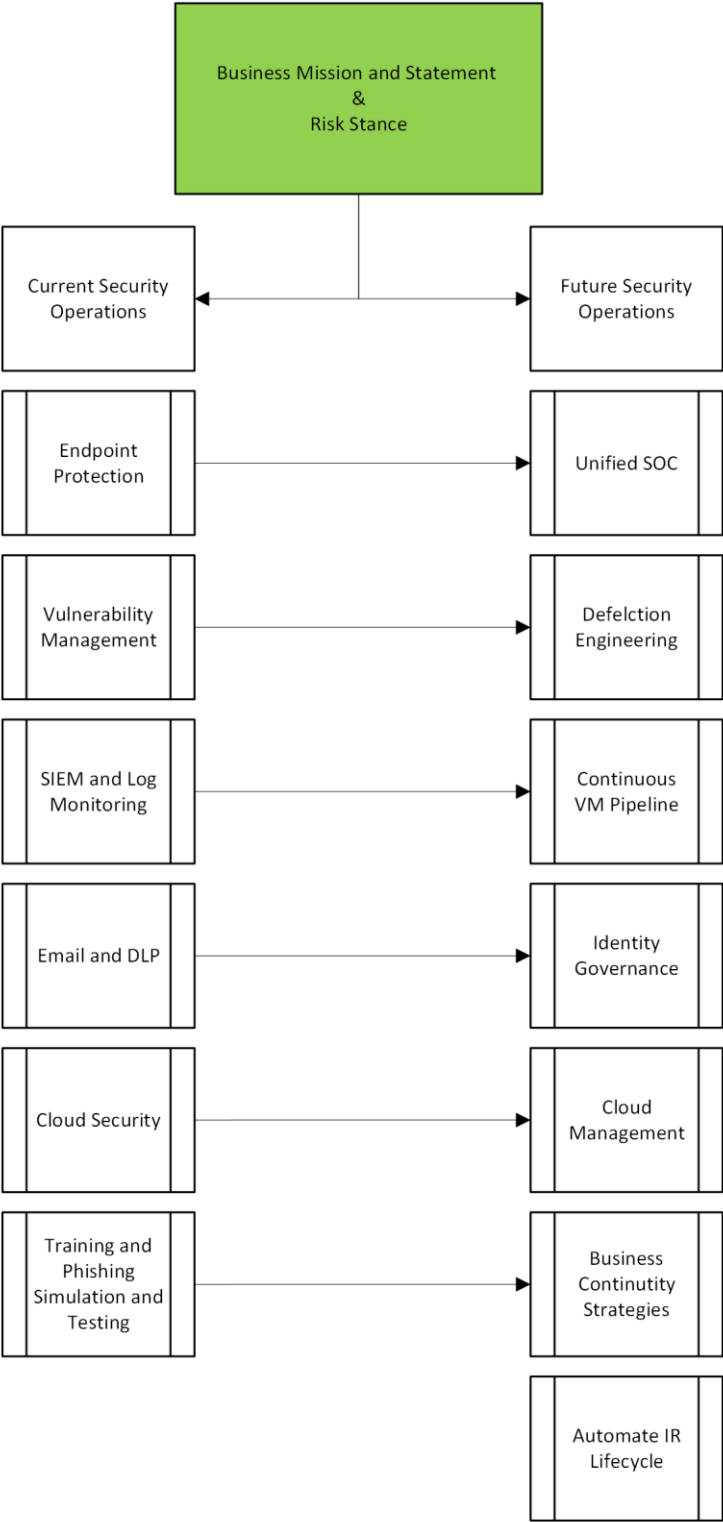 Business Mission and Statement
&
Risk Stance
Current Security
Operations
Future Security
Operations
Endpoint
Protection
Unified SOC
Vulnerability
Management
Defelction
Engineering
SIEM and Log
Monitoring
Continuous
VM Pipeline
Email and DLP
Identity
Governance
Cloud Security
Cloud
Management
Training and
Phishing
Simulation and
Testing
Business
Continutity
Strategies
Automate IR
Lifecycle